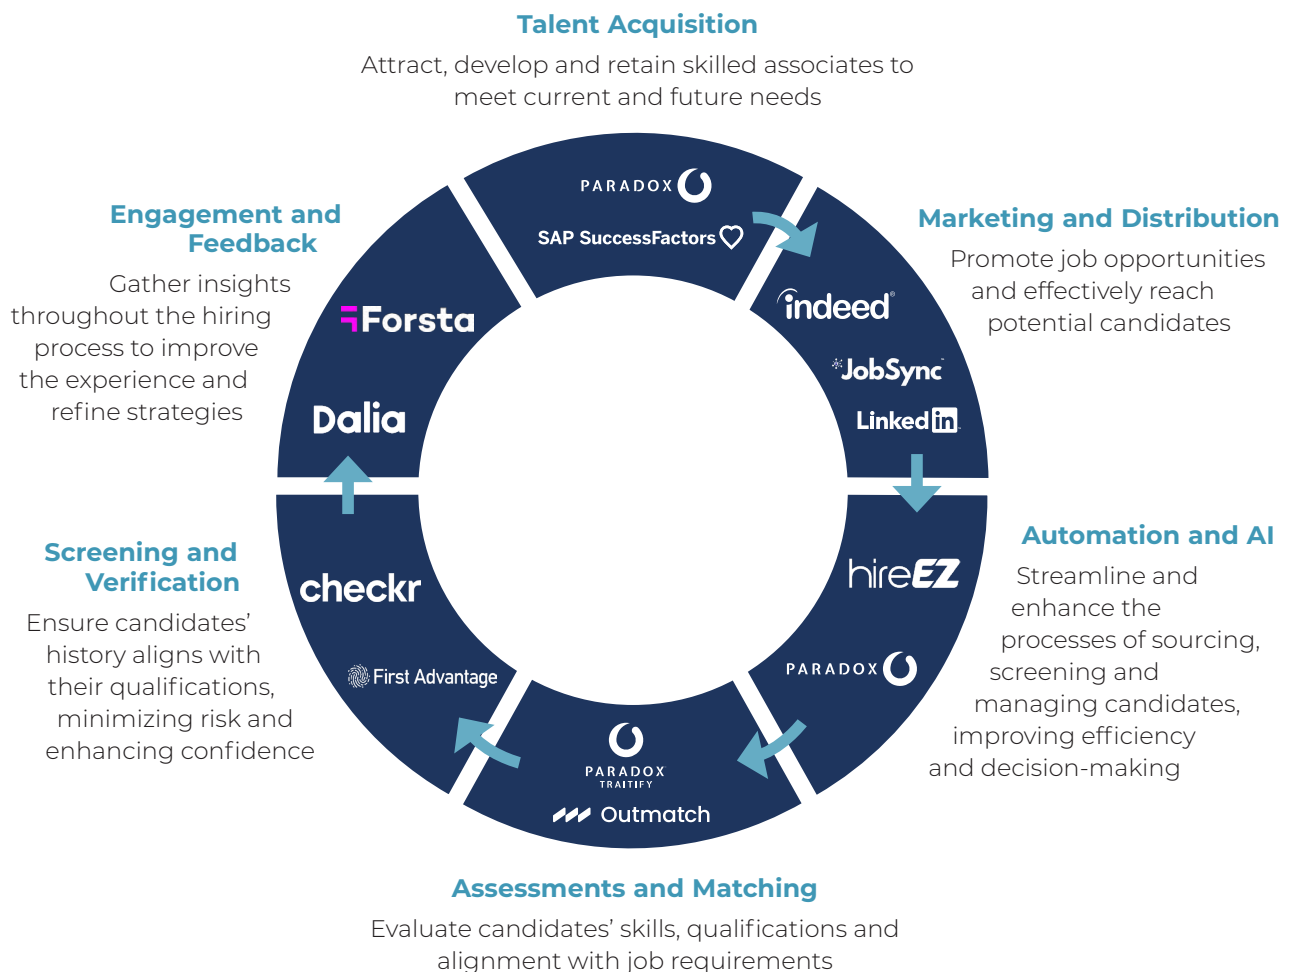 Talent Acquisition
Attract, develop and retain skilled associates to
meet current and future needs
PARADOX
SAP SuccessFactors
Marketing and Distribution
Promote job opportunities
and effectively reach
potential candidates
indeed®
JobSync™
Linked in
Automation and AI
Streamline and
enhance the
processes of sourcing,
screening and
managing candidates,
improving efficiency
and decision-making
hireEZ
PARADOX
Assessments and Matching
Evaluate candidates’ skills, qualifications and
alignment with job requirements
PARADOX
TRAITIFY
Outmatch
Screening and
Verification
Ensure candidates’
history aligns with
their qualifications,
minimizing risk and
enhancing confidence
checkr
First Advantage
Engagement and
Feedback
Gather insights
throughout the hiring
process to improve
the experience and
refine strategies
Forsta
Dalia